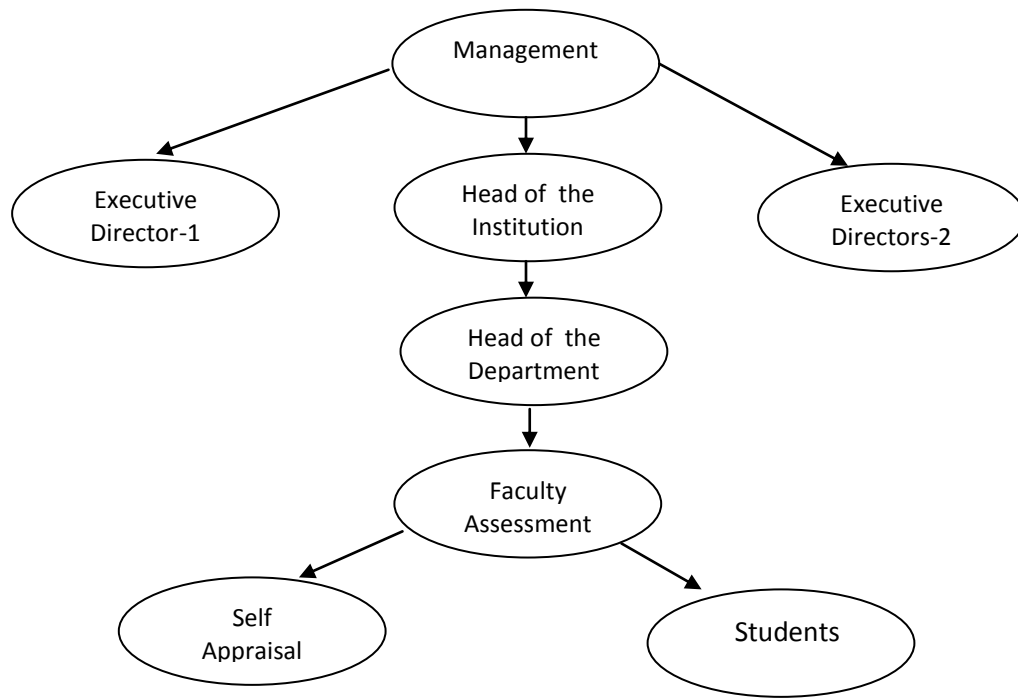 Management
Executive
Director-1
Head of  the
Institution
Executive
Directors-2
Head of  the
Department
Faculty
Assessment
Self
Appraisal
Students